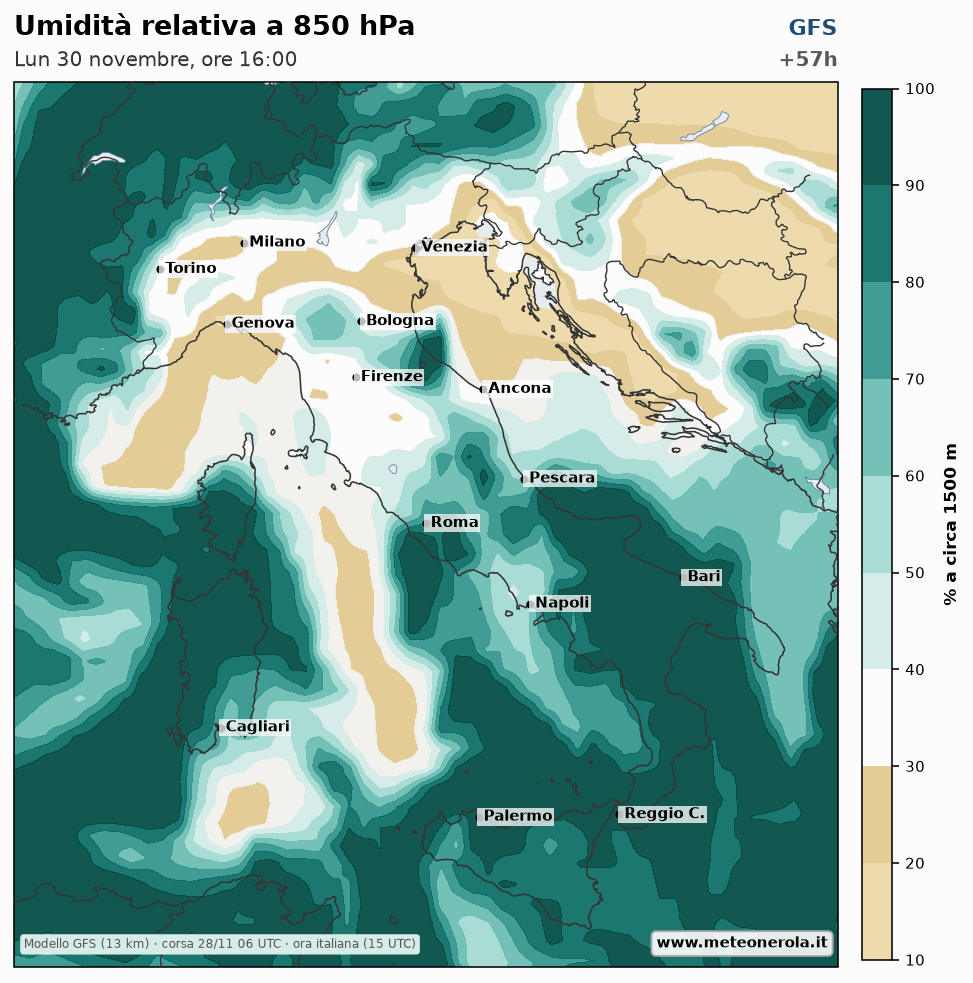 Umidità relativa a 850 hPa
GFS
Lun 30 novembre, ore 16:00
+57h
100
90
80
70
60
50
40
30
20
10
% a circa 1500 m
Milano
Venezia
Torino
Genova
Bologna
Firenze
Ancona
Pescara
Roma
Bari
Napoli
Cagliari
Palermo
Reggio C.
Modello GFS (13 km) · corsa 28/11 06 UTC · ora italiana (15 UTC)
www.meteonerola.it